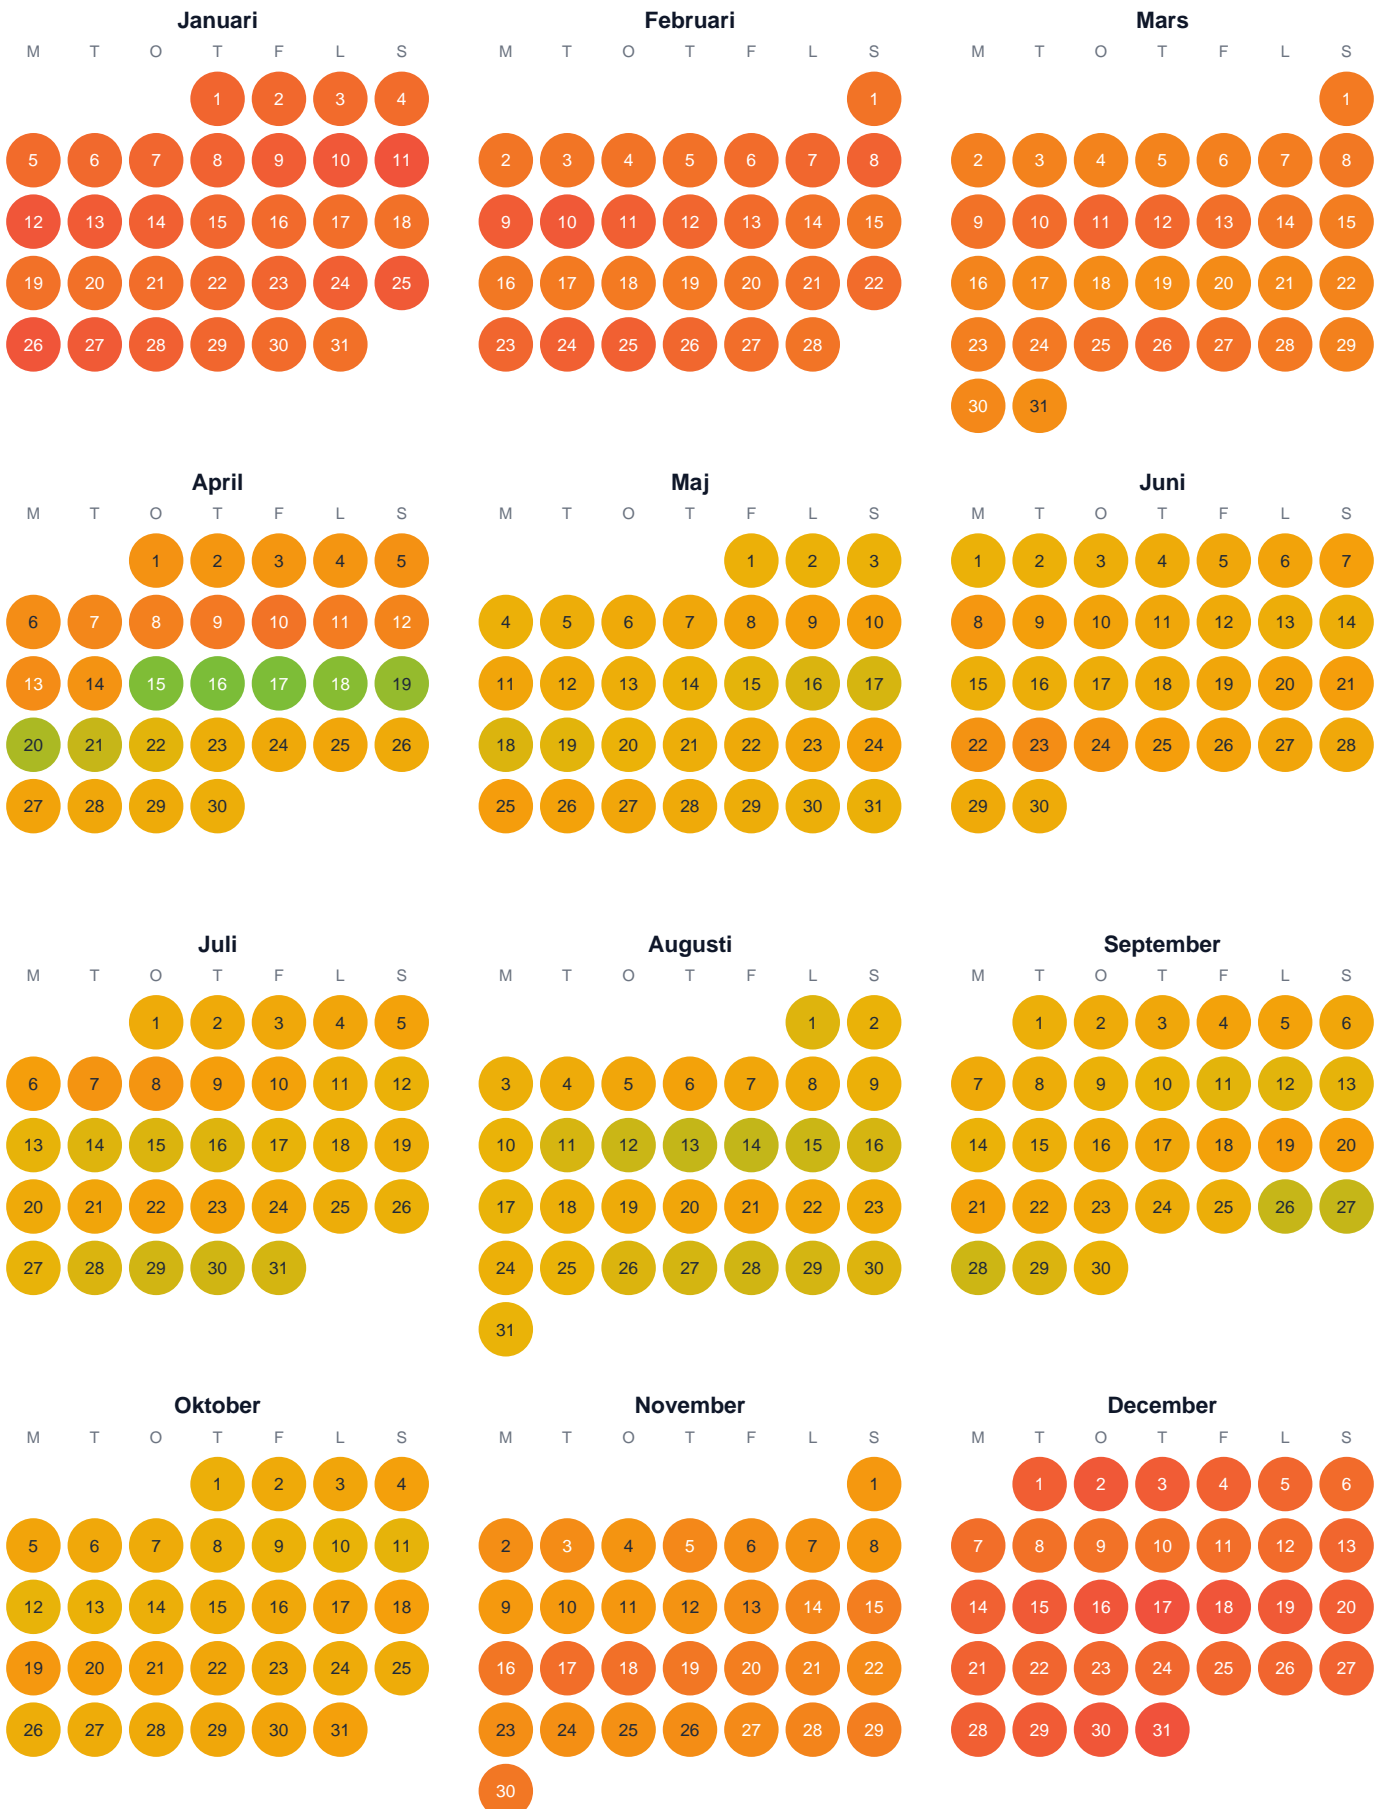 Januari Februari Mars
M T O T F L S M T O T F L S M T O T F L S
1 2 3 4 1 1
5 6 7 8 9 10 11 2 3 4 5 6 7 8 2 3 4 5 6 7 8
12 13 14 15 16 17 18 9 10 11 12 13 14 15 9 10 11 12 13 14 15
19 20 21 22 23 24 25 16 17 18 19 20 21 22 16 17 18 19 20 21 22
26 27 28 29 30 31 23 24 25 26 27 28 23 24 25 26 27 28 29
30 31
April Maj Juni
M T O T F L S M T O T F L S M T O T F L S
1 2 3 4 5 1 2 3 1 2 3 4 5 6 7
6 7 8 9 10 11 12 4 5 6 7 8 9 10 8 9 10 11 12 13 14
13 14 15 16 17 18 19 11 12 13 14 15 16 17 15 16 17 18 19 20 21
20 21 22 23 24 25 26 18 19 20 21 22 23 24 22 23 24 25 26 27 28
27 28 29 30 25 26 27 28 29 30 31 29 30
Juli Augusti September
M T O T F L S M T O T F L S M T O T F L S
1 2 3 4 5 1 2 1 2 3 4 5 6
6 7 8 9 10 11 12 3 4 5 6 7 8 9 7 8 9 10 11 12 13
13 14 15 16 17 18 19 10 11 12 13 14 15 16 14 15 16 17 18 19 20
20 21 22 23 24 25 26 17 18 19 20 21 22 23 21 22 23 24 25 26 27
27 28 29 30 31 24 25 26 27 28 29 30 28 29 30
31
Oktober November December
M T O T F L S M T O T F L S M T O T F L S
1 2 3 4 1 1 2 3 4 5 6
5 6 7 8 9 10 11 2 3 4 5 6 7 8 7 8 9 10 11 12 13
12 13 14 15 16 17 18 9 10 11 12 13 14 15 14 15 16 17 18 19 20
19 20 21 22 23 24 25 16 17 18 19 20 21 22 21 22 23 24 25 26 27
26 27 28 29 30 31 23 24 25 26 27 28 29 28 29 30 31
30